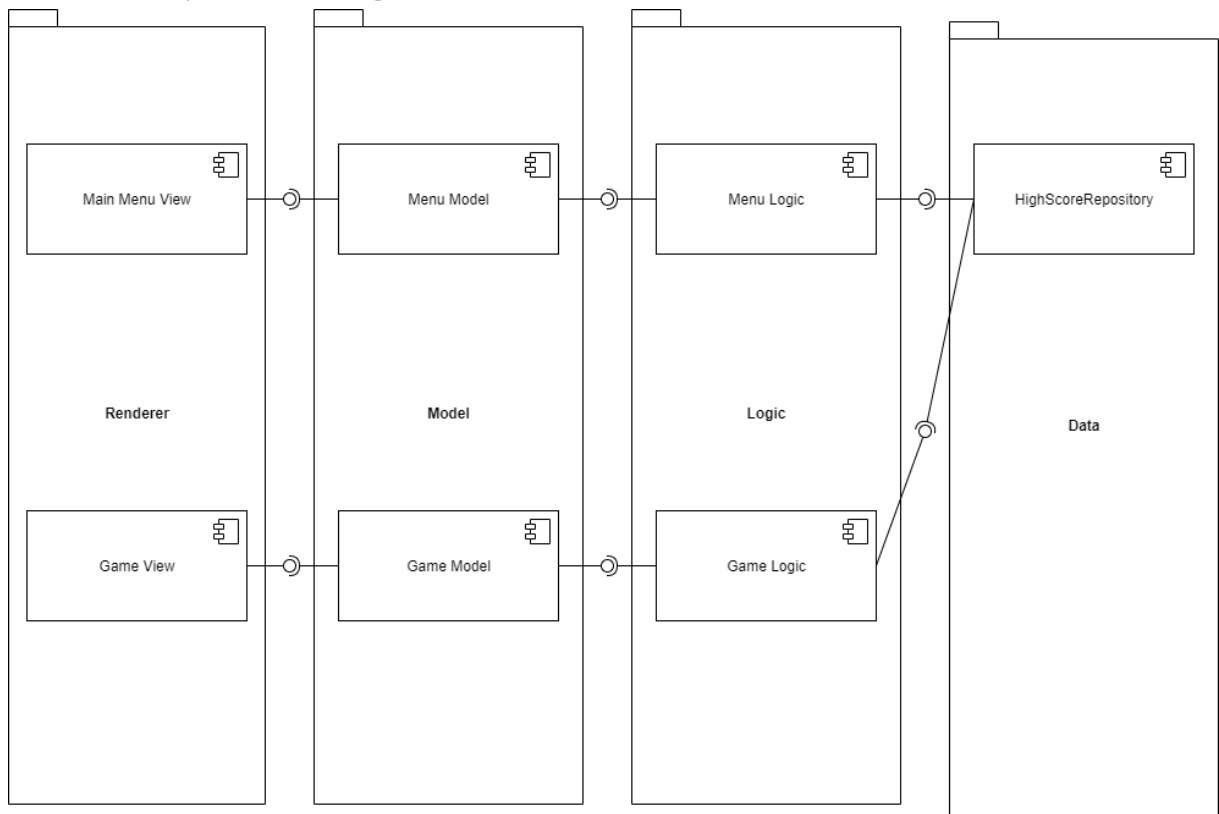 Main Menu View
Menu Model
Menu Logic
HighScoreRepository
Renderer
Model
Logic
Data
Game View
Game Model
Game Logic